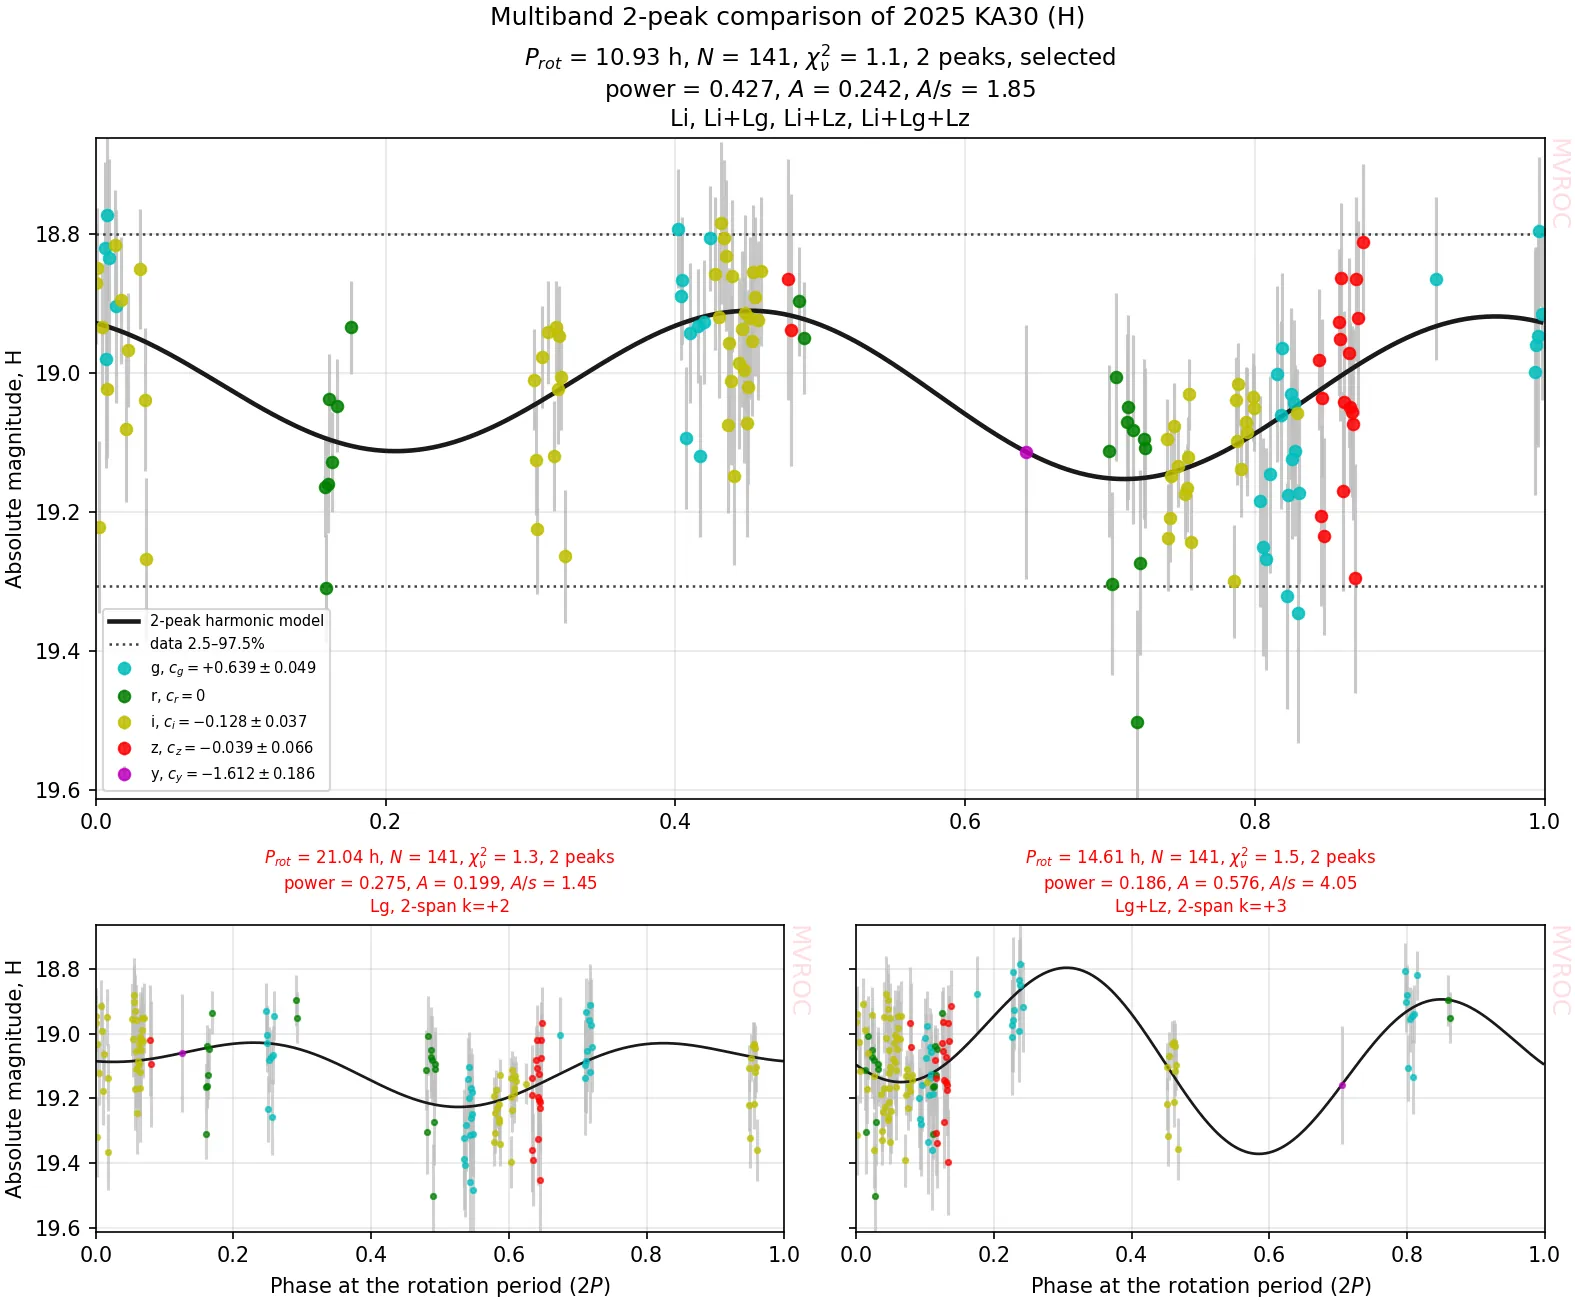 Multiband 2-peak comparison of 2025 KA30 (H)
P_rot = 10.93 h, N = 141, χ²_ν = 1.1, 2 peaks, selected
power = 0.427, A = 0.242, A/s = 1.85
Li, Li+Lg, Li+Lz, Li+Lg+Lz
MVROC
Absolute magnitude, H
18.8
19.0
19.2
19.4
19.6
2-peak harmonic model
data 2.5–97.5%
g, c_g = +0.639 ± 0.049
r, c_r = 0
i, c_i = −0.128 ± 0.037
z, c_z = −0.039 ± 0.066
y, c_y = −1.612 ± 0.186
0.0 0.2 0.4 0.6 0.8 1.0
P_rot = 21.04 h, N = 141, χ²_ν = 1.3, 2 peaks
power = 0.275, A = 0.199, A/s = 1.45
Lg, 2-span k=+2
MVROC
Absolute magnitude, H
18.8
19.0
19.2
19.4
19.6
0.0 0.2 0.4 0.6 0.8 1.0
Phase at the rotation period (2P)
P_rot = 14.61 h, N = 141, χ²_ν = 1.5, 2 peaks
power = 0.186, A = 0.576, A/s = 4.05
Lg+Lz, 2-span k=+3
MVROC
0.0 0.2 0.4 0.6 0.8 1.0
Phase at the rotation period (2P)